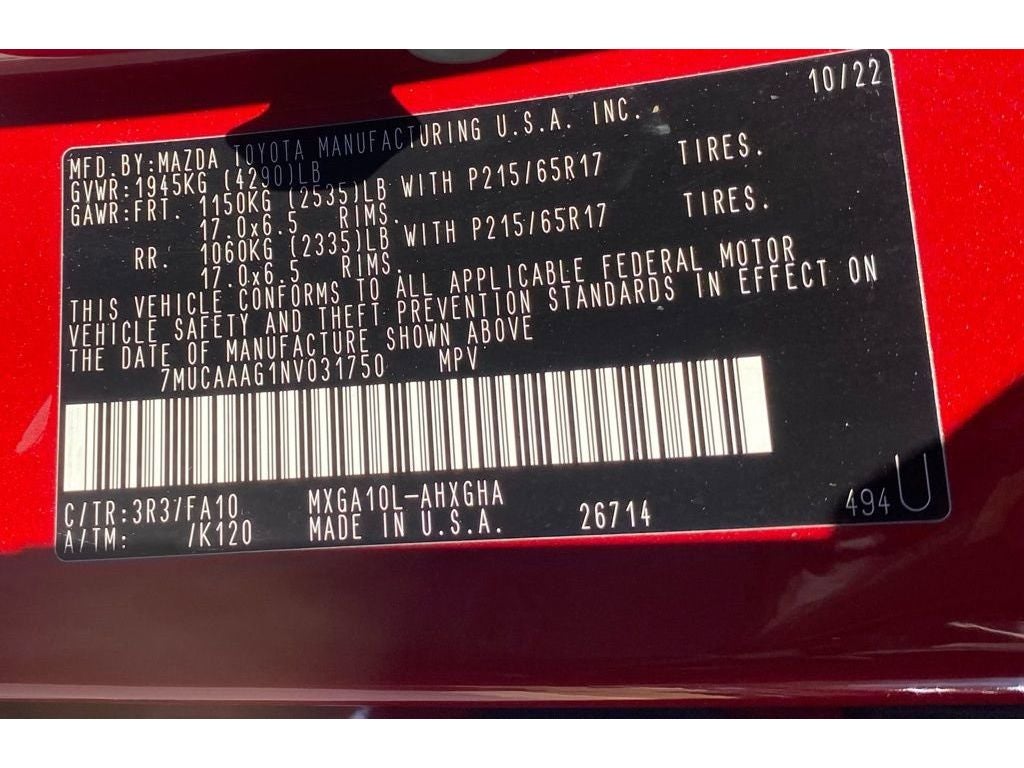 10/22
MFD.BY:MAZDA TOYOTA MANUFACTURING U.S.A. INC.
GVWR:1945KG (4290)LB
GAWR:FRT. 1150KG (2535)LB WITH P215/65R17 TIRES.
17.0x6.5 RIMS.
RR. 1060KG (2335)LB WITH P215/65R17 TIRES.
17.0x6.5 RIMS.
THIS VEHICLE CONFORMS TO ALL APPLICABLE FEDERAL MOTOR
VEHICLE SAFETY AND THEFT PREVENTION STANDARDS IN EFFECT ON
THE DATE OF MANUFACTURE SHOWN ABOVE
7MUCAAAG1NV031750 MPV
C/TR:3R3/FA10 MXGA10L-AHXGHA
A/TM: /K120 MADE IN U.S.A. 26714 494 U